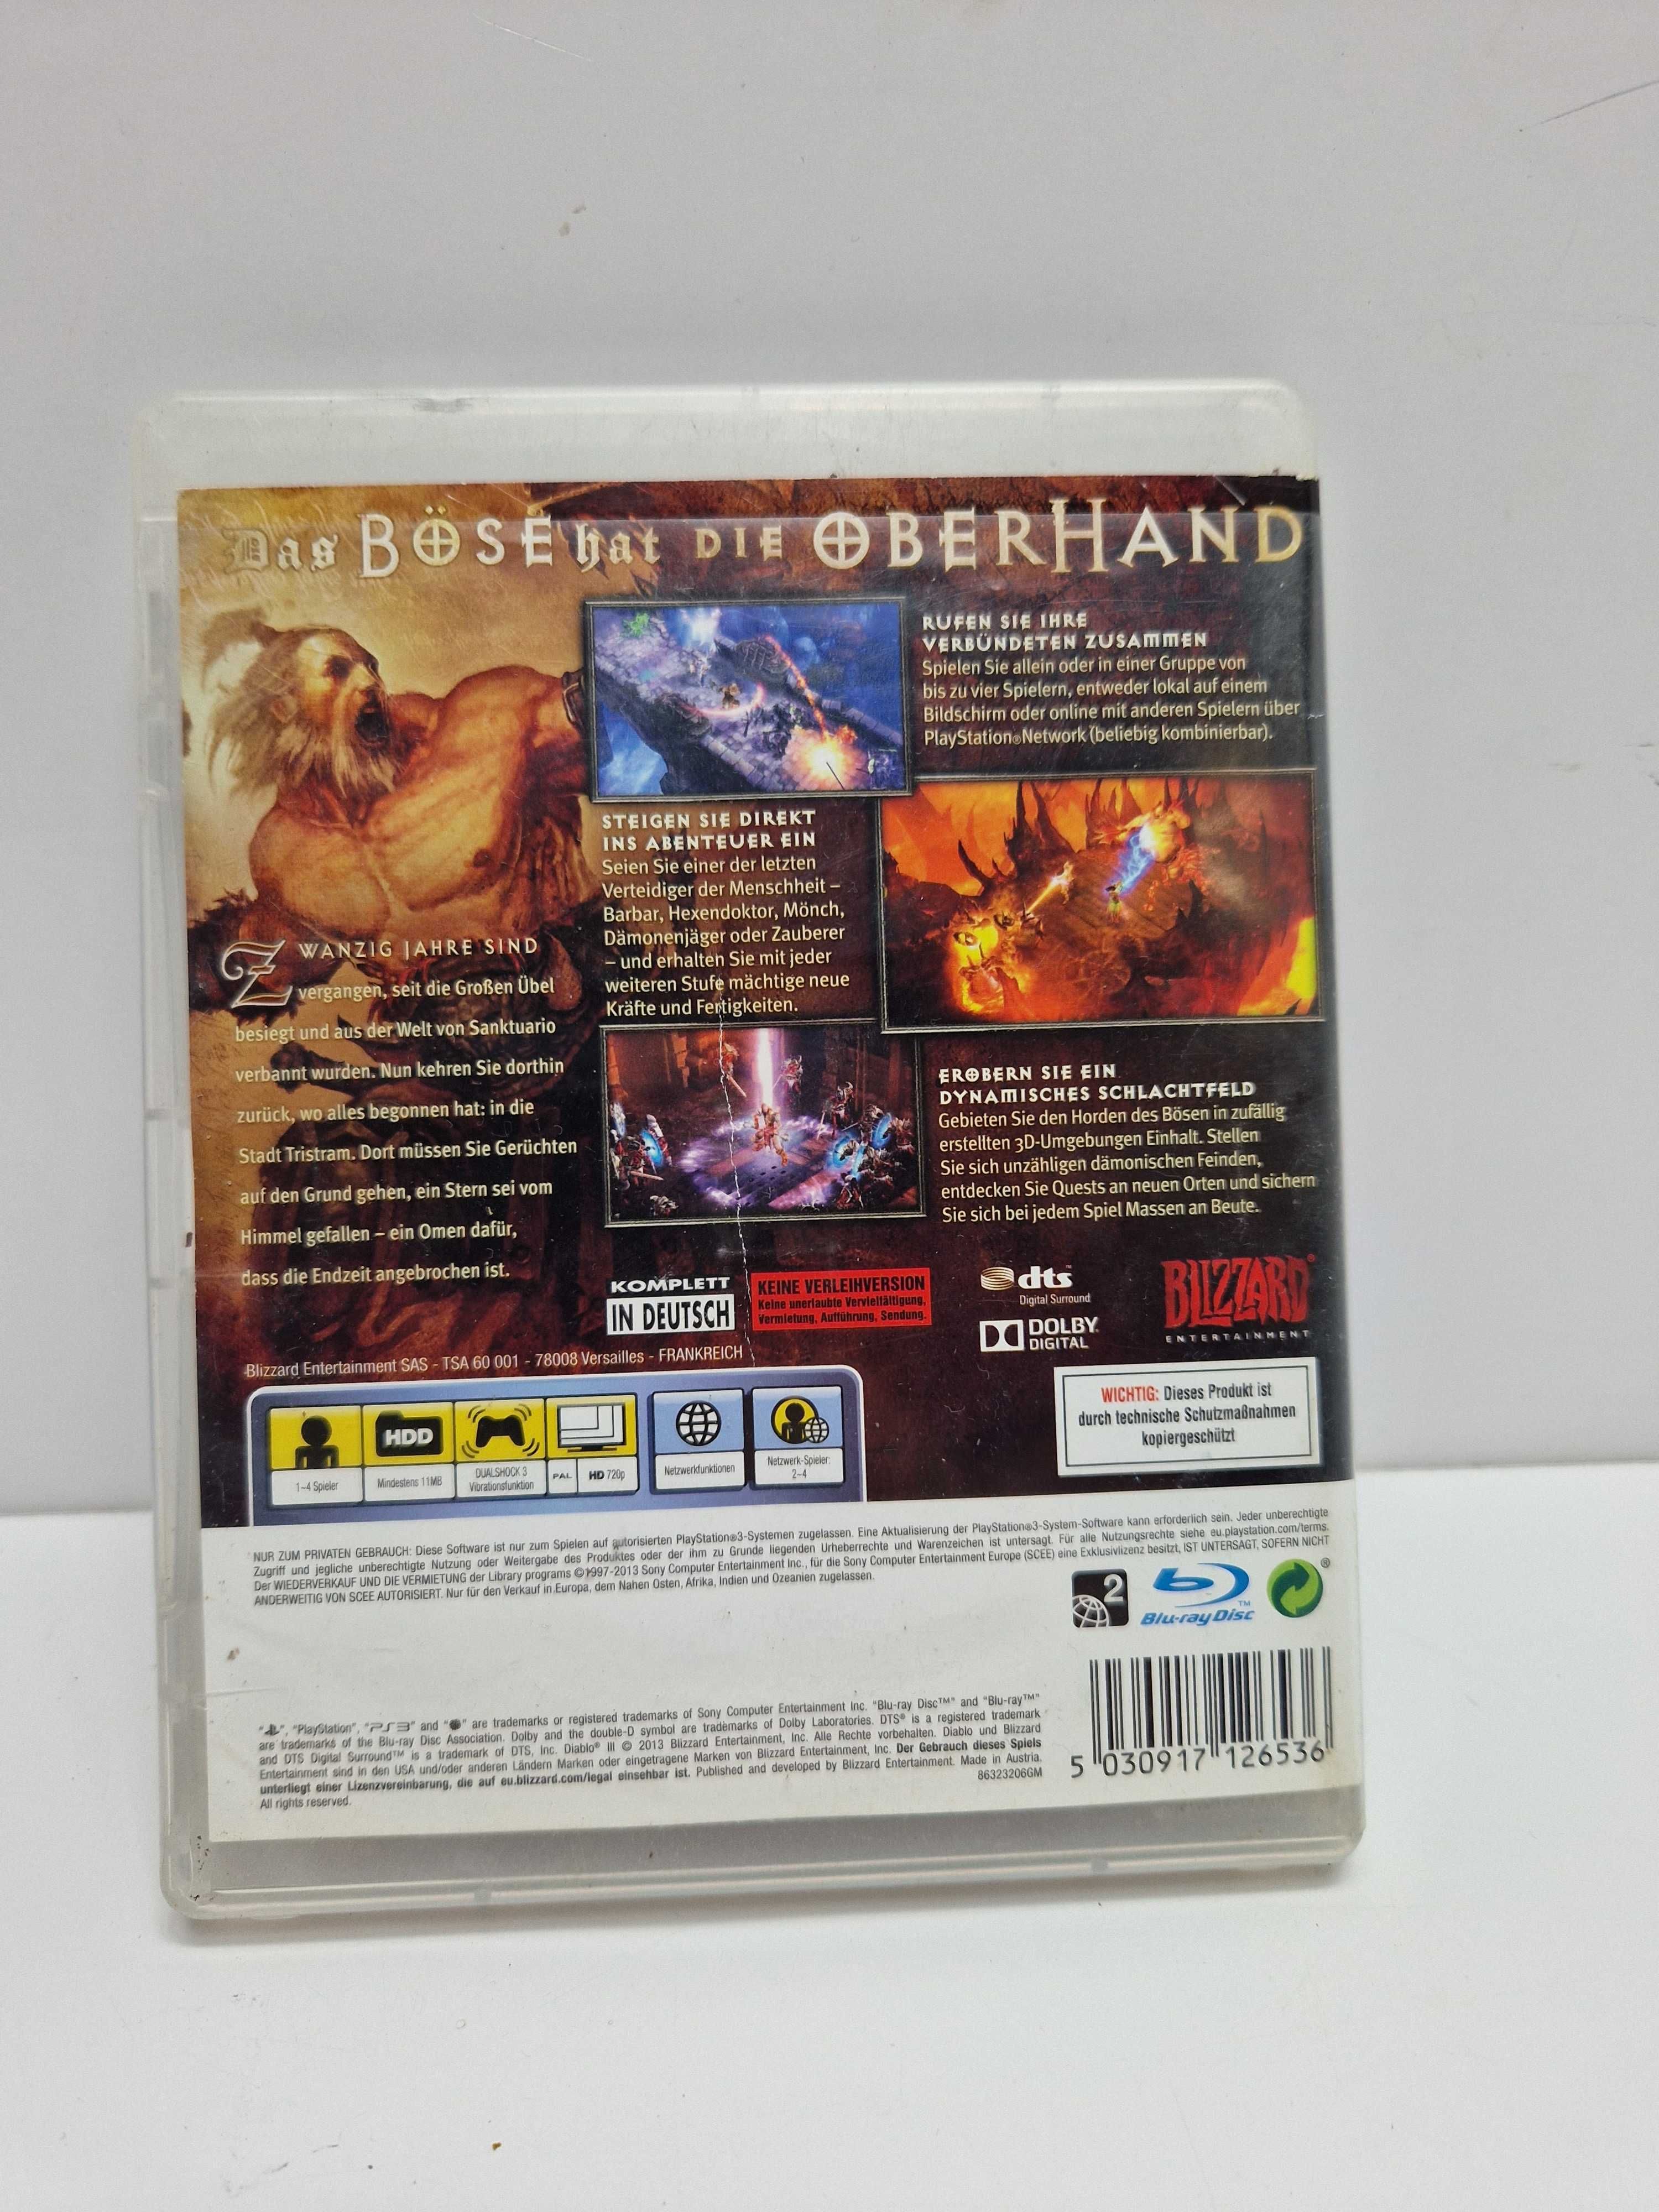 Das BÖSE hat DIE OBERHAND
RUFEN SIE IHRE
VERBÜNDETEN ZUSAMMEN
Spielen Sie allein oder in einer Gruppe von
bis zu vier Spielern, entweder lokal auf einem
Bildschirm oder online mit anderen Spielern über
PlayStation®Network (beliebig kombinierbar).
STEIGEN SIE DIREKT
INS ABENTEUER EIN
Seien Sie einer der letzten
Verteidiger der Menschheit –
Barbar, Hexendoktor, Mönch,
Dämonenjäger oder Zauberer
– und erhalten Sie mit jeder
weiteren Stufe mächtige neue
Kräfte und Fertigkeiten.
ZWANZIG JAHRE SIND
vergangen, seit die Großen Übel
besiegt und aus der Welt von Sanktuario
verbannt wurden. Nun kehren Sie dorthin
zurück, wo alles begonnen hat: in die
Stadt Tristram. Dort müssen Sie Gerüchten
auf den Grund gehen, ein Stern sei vom
Himmel gefallen – ein Omen dafür,
dass die Endzeit angebrochen ist.
EROBERN SIE EIN
DYNAMISCHES SCHLACHTFELD
Gebieten Sie den Horden des Bösen in zufällig
erstellten 3D-Umgebungen Einhalt. Stellen
Sie sich unzähligen dämonischen Feinden,
entdecken Sie Quests an neuen Orten und sichern
Sie sich bei jedem Spiel Massen an Beute.
KOMPLETT
IN DEUTSCH
KEINE VERLEIHVERSION
Keine unerlaubte Vervielfältigung,
Vermietung, Aufführung, Sendung.
dts
Digital Surround
DOLBY
DIGITAL
BLIZZARD®
ENTERTAINMENT
Blizzard Entertainment SAS - TSA 60 001 - 78008 Versailles - FRANKREICH
WICHTIG: Dieses Produkt ist
durch technische Schutzmaßnahmen
kopiergeschützt
HDD
1-4 Spieler
Mindestens 11MB
DUALSHOCK 3
Vibrationsfunktion
PAL
HD 720p
Netzwerkfunktionen
Netzwerk-Spieler:
2-4
NUR ZUM PRIVATEN GEBRAUCH: Diese Software ist nur zum Spielen auf autorisierten PlayStation®3-Systemen zugelassen. Eine Aktualisierung der PlayStation®3-System-Software kann erforderlich sein. Jeder unberechtigte
Zugriff und jegliche unberechtigte Nutzung oder Weitergabe des Produktes oder der ihm zu Grunde liegenden Urheberrechte und Warenzeichen ist untersagt. Für alle Nutzungsrechte siehe eu.playstation.com/terms.
Der WIEDERVERKAUF UND DIE VERMIETUNG der Library programs ©1997-2013 Sony Computer Entertainment Inc., für die Sony Computer Entertainment Europe (SCEE) eine Exklusivlizenz besitzt, IST UNTERSAGT, SOFERN NICHT
ANDERWEITIG VON SCEE AUTORISIERT. Nur für den Verkauf in Europa, dem Nahen Osten, Afrika, Indien und Ozeanien zugelassen.
2
Blu-ray Disc™
®
"", "PlayStation", "PS3" and "" are trademarks or registered trademarks of Sony Computer Entertainment Inc. "Blu-ray Disc™" and "Blu-ray™"
are trademarks of the Blu-ray Disc Association. Dolby and the double-D symbol are trademarks of Dolby Laboratories. DTS® is a registered trademark
and DTS Digital Surround™ is a trademark of DTS, Inc. Diablo® III © 2013 Blizzard Entertainment, Inc. Alle Rechte vorbehalten. Diablo und Blizzard
Entertainment sind in den USA und/oder anderen Ländern Marken oder eingetragene Marken von Blizzard Entertainment, Inc. Der Gebrauch dieses Spiels
unterliegt einer Lizenzvereinbarung, die auf eu.blizzard.com/legal einsehbar ist. Published and developed by Blizzard Entertainment. Made in Austria.
All rights reserved.
86323206GM
5 030917 126536